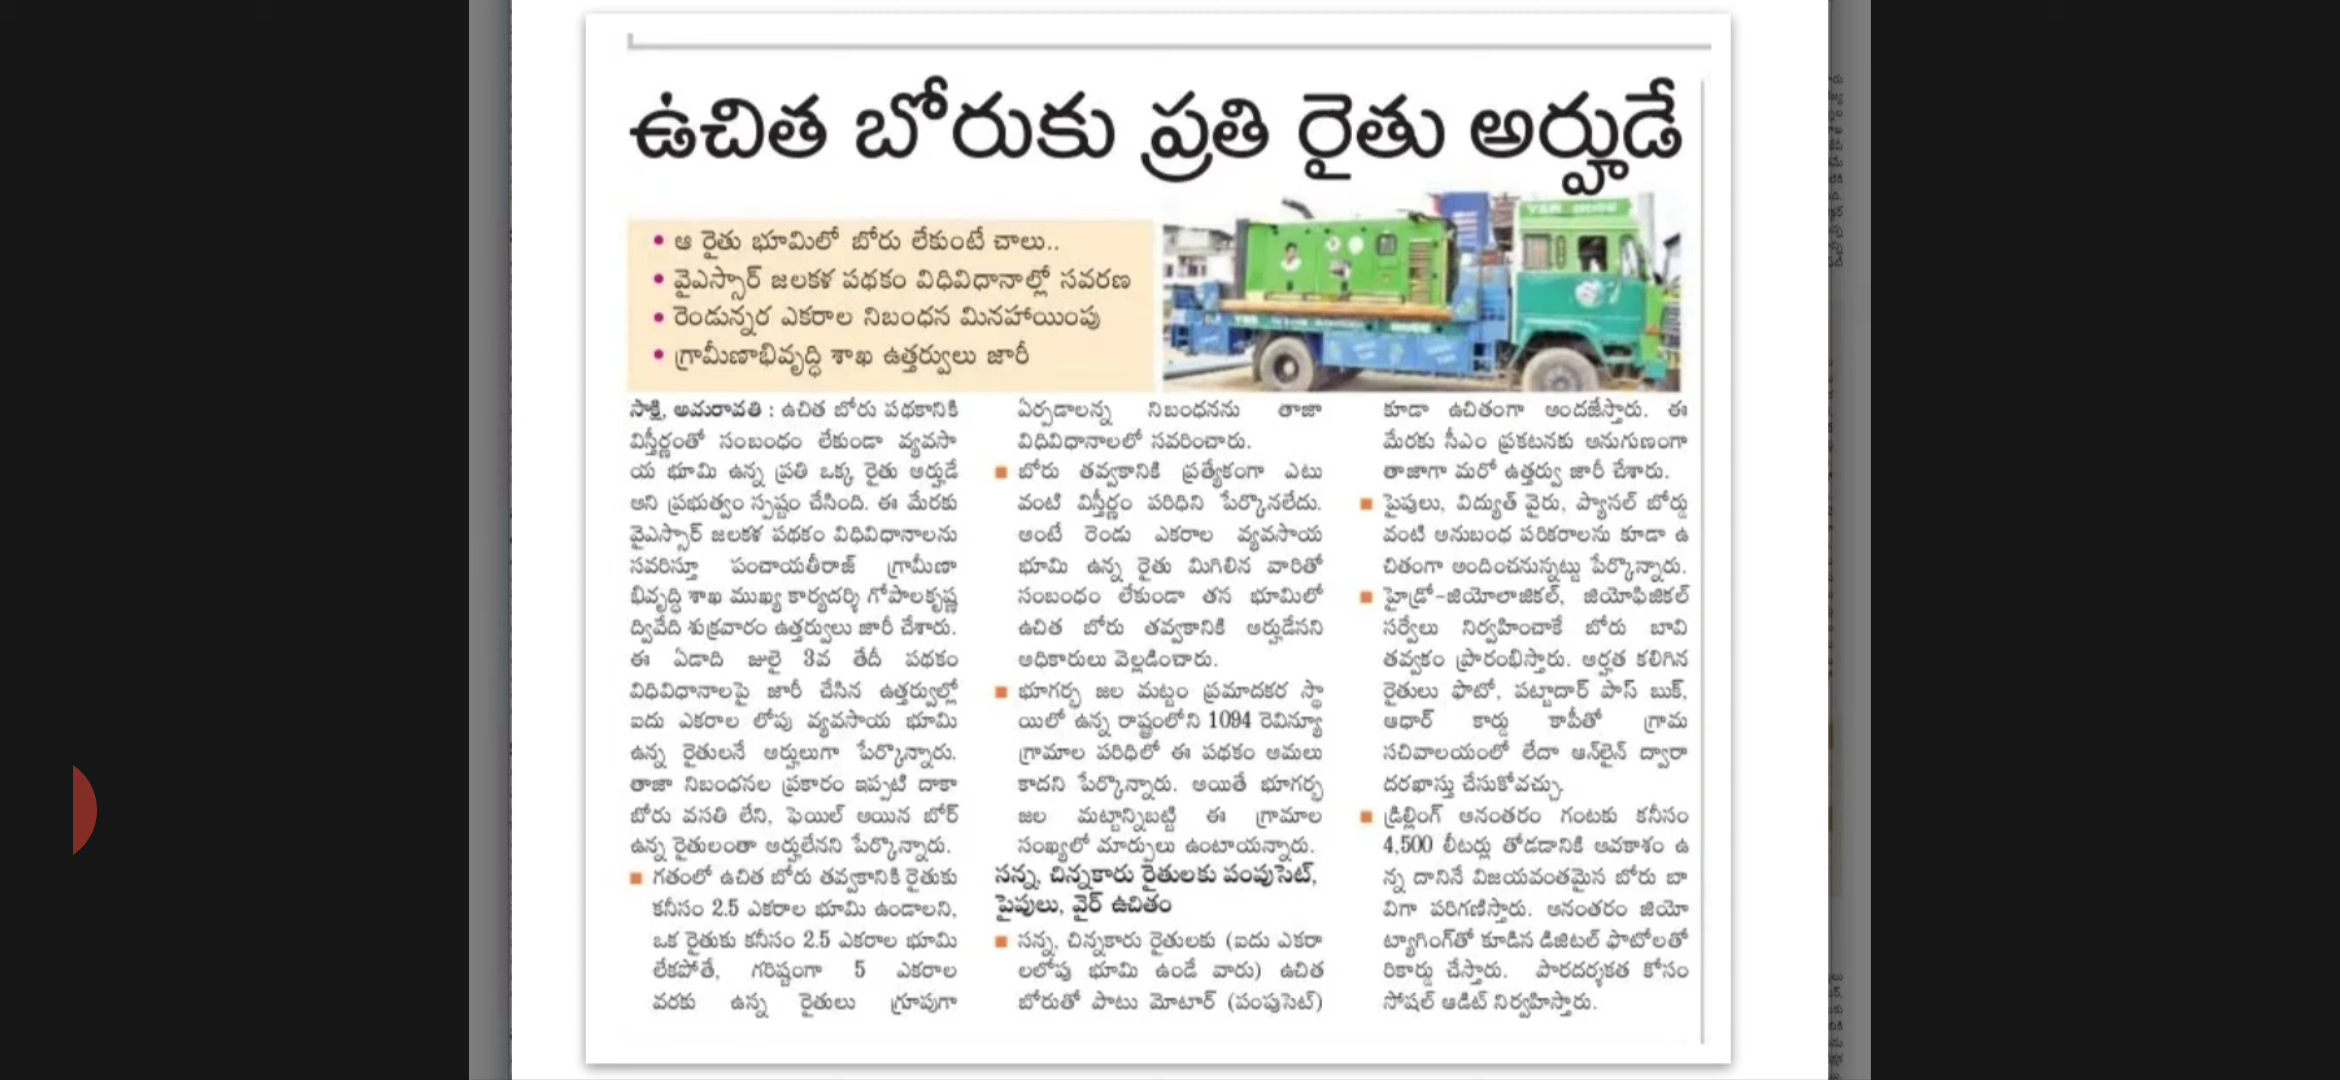 ఉచిత బోరుకు ప్రతి రైతు అర్హుడే
• ఆ రైతు భూమిలో బోరు లేకుంటే చాలు..
• వైఎస్సార్ జలకళ పథకం విధివిధానాల్లో సవరణ
• రెండున్నర ఎకరాల నిబంధన మినహాయింపు
• గ్రామీణాభివృద్ధి శాఖ ఉత్తర్వులు జారీ
సాక్షి, అమరావతి : ఉచిత బోరు పథకానికి
విస్తీర్ణంతో సంబంధం లేకుండా వ్యవసా
య భూమి ఉన్న ప్రతి ఒక్క రైతు అర్హుడే
అని ప్రభుత్వం స్పష్టం చేసింది. ఈ మేరకు
వైఎస్సార్ జలకళ పథకం విధివిధానాలను
సవరిస్తూ పంచాయతీరాజ్ గ్రామీణా
భివృద్ధి శాఖ ముఖ్య కార్యదర్శి గోపాలకృష్ణ
ద్వివేది శుక్రవారం ఉత్తర్వులు జారీ చేశారు.
ఈ ఏడాది జులై 3వ తేదీ పథకం
విధివిధానాలపై జారీ చేసిన ఉత్తర్వుల్లో
ఐదు ఎకరాల లోపు వ్యవసాయ భూమి
ఉన్న రైతులనే అర్హులుగా పేర్కొన్నారు.
తాజా నిబంధనల ప్రకారం ఇప్పటి దాకా
బోరు వసతి లేని, ఫెయిల్ అయిన బోర్
ఉన్న రైతులంతా అర్హులేనని పేర్కొన్నారు.
■ గతంలో ఉచిత బోరు తవ్వకానికి రైతుకు
కనీసం 2.5 ఎకరాల భూమి ఉండాలని,
ఒక రైతుకు కనీసం 2.5 ఎకరాల భూమి
లేకపోతే, గరిష్టంగా 5 ఎకరాల
వరకు ఉన్న రైతులు గ్రూపుగా
ఏర్పడాలన్న నిబంధనను తాజా
విధివిధానాలలో సవరించారు.
■ బోరు తవ్వకానికి ప్రత్యేకంగా ఎటు
వంటి విస్తీర్ణం పరిధిని పేర్కొనలేదు.
అంటే రెండు ఎకరాల వ్యవసాయ
భూమి ఉన్న రైతు మిగిలిన వారితో
సంబంధం లేకుండా తన భూమిలో
ఉచిత బోరు తవ్వకానికి అర్హుడేనని
అధికారులు వెల్లడించారు.
■ భూగర్భ జల మట్టం ప్రమాదకర స్థా
యిలో ఉన్న రాష్ట్రంలోని 1094 రెవిన్యూ
గ్రామాల పరిధిలో ఈ పథకం అమలు
కాదని పేర్కొన్నారు. అయితే భూగర్భ
జల మట్టాన్నిబట్టి ఈ గ్రామాల
సంఖ్యలో మార్పులు ఉంటాయన్నారు.
సన్న, చిన్నకారు రైతులకు పంపుసెట్,
పైపులు, వైర్ ఉచితం
■ సన్న, చిన్నకారు రైతులకు (ఐదు ఎకరా
లలోపు భూమి ఉండే వారు) ఉచిత
బోరుతో పాటు మోటార్ (పంపుసెట్)
కూడా ఉచితంగా అందజేస్తారు. ఈ
మేరకు సీఎం ప్రకటనకు అనుగుణంగా
తాజాగా మరో ఉత్తర్వు జారీ చేశారు.
■ పైపులు, విద్యుత్ వైరు, ప్యానల్ బోర్డు
వంటి అనుబంధ పరికరాలను కూడా ఉ
చితంగా అందించనున్నట్టు పేర్కొన్నారు.
■ హైడ్రో-జియోలాజికల్, జియోఫిజికల్
సర్వేలు నిర్వహించాకే బోరు బావి
తవ్వకం ప్రారంభిస్తారు. అర్హత కలిగిన
రైతులు ఫొటో, పట్టాదార్ పాస్ బుక్,
ఆధార్ కార్డు కాపీతో గ్రామ
సచివాలయంలో లేదా ఆన్‌లైన్ ద్వారా
దరఖాస్తు చేసుకోవచ్చు.
■ డ్రిల్లింగ్ అనంతరం గంటకు కనీసం
4,500 లీటర్లు తోడడానికి అవకాశం ఉ
న్న దానినే విజయవంతమైన బోరు బా
విగా పరిగణిస్తారు. అనంతరం జియో
ట్యాగింగ్‌తో కూడిన డిజిటల్ ఫొటోలతో
రికార్డు చేస్తారు. పారదర్శకత కోసం
సోషల్ ఆడిట్ నిర్వహిస్తారు.